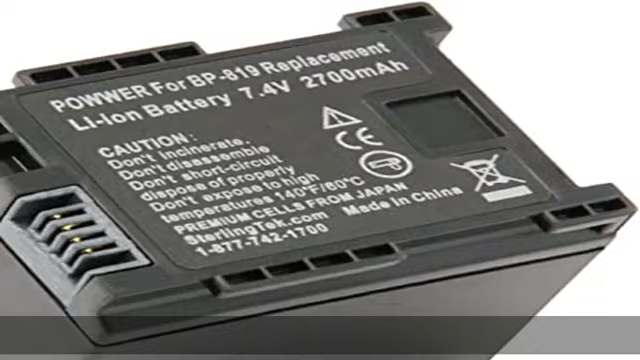 POWWER For BP-819 Replacement
Li-Ion Battery 7.4V 2700mAh
CAUTION:
Don't incinerate.
Don't disassemble
Don't short-circuit
dispose of properly
Don't expose to high
temperatures 140°F/60°C
PREMIUM CELLS FROM JAPAN
SterlingTek.com Made in China
1-877-742-1700
CE